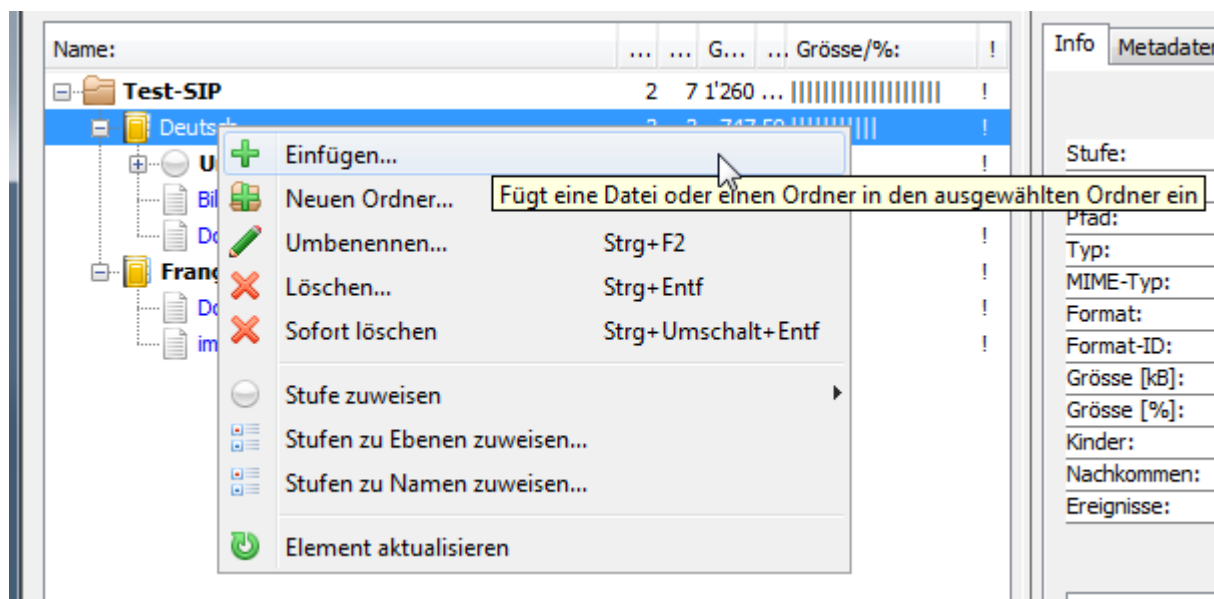 Name: ... ... G... ... Grösse/%: !
Info Metadaten
Test-SIP 2 7 1'260 ... !
Deutsch !
Einfügen... !
Stufe:
Neuen Ordner...
Fügt eine Datei oder einen Ordner in den ausgewählten Ordner ein
Pfad:
Umbenennen... Strg+F2 !
Typ:
Löschen... Strg+Entf !
MIME-Typ:
Format:
Sofort löschen Strg+Umschalt+Entf !
Format-ID:
Grösse [kB]:
Stufe zuweisen
Grösse [%]:
Stufen zu Ebenen zuweisen...
Kinder:
Nachkommen:
Stufen zu Namen zuweisen...
Ereignisse:
Element aktualisieren